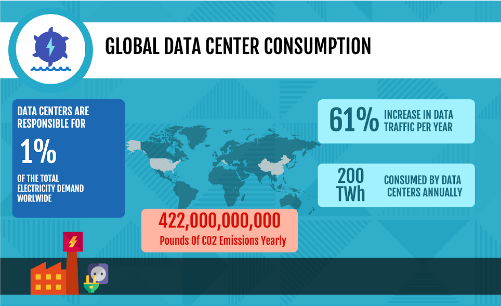 GLOBAL DATA CENTER CONSUMPTION
DATA CENTERS ARE
RESPONSIBLE FOR
1%
OF THE TOTAL
ELECTRICITY DEMAND
WORLWIDE
61%
INCREASE IN DATA
TRAFFIC PER YEAR
200
TWh
CONSUMED BY DATA
CENTERS ANNUALLY
422,000,000,000
Pounds Of CO2 Emissions Yearly